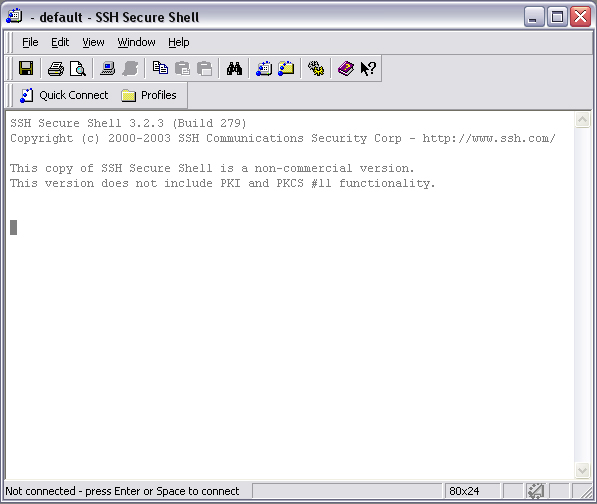 - default - SSH Secure Shell
File Edit View Window Help
Quick Connect Profiles
SSH Secure Shell 3.2.3 (Build 279)
Copyright (c) 2000-2003 SSH Communications Security Corp - http://www.ssh.com/
This copy of SSH Secure Shell is a non-commercial version.
This version does not include PKI and PKCS #11 functionality.
Not connected - press Enter or Space to connect 80x24